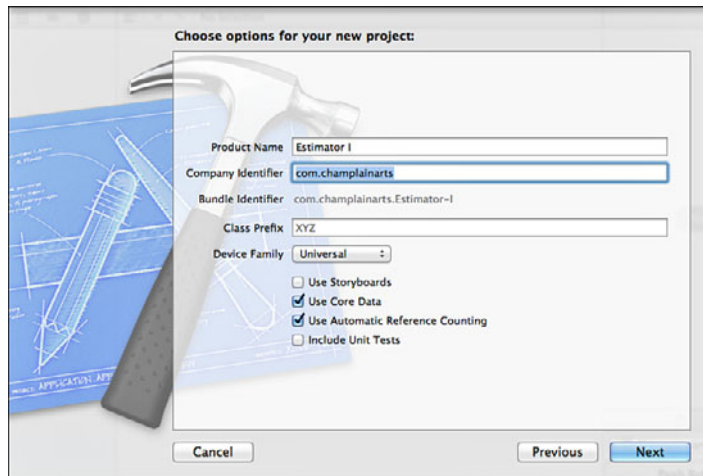 Choose options for your new project:
Product Name Estimator I
Company Identifier com.champlainarts
Bundle Identifier com.champlainarts.Estimator-I
Class Prefix XYZ
Device Family Universal
Use Storyboards
Use Core Data
Use Automatic Reference Counting
Include Unit Tests
APPLICATION APP
Cancel Previous Next